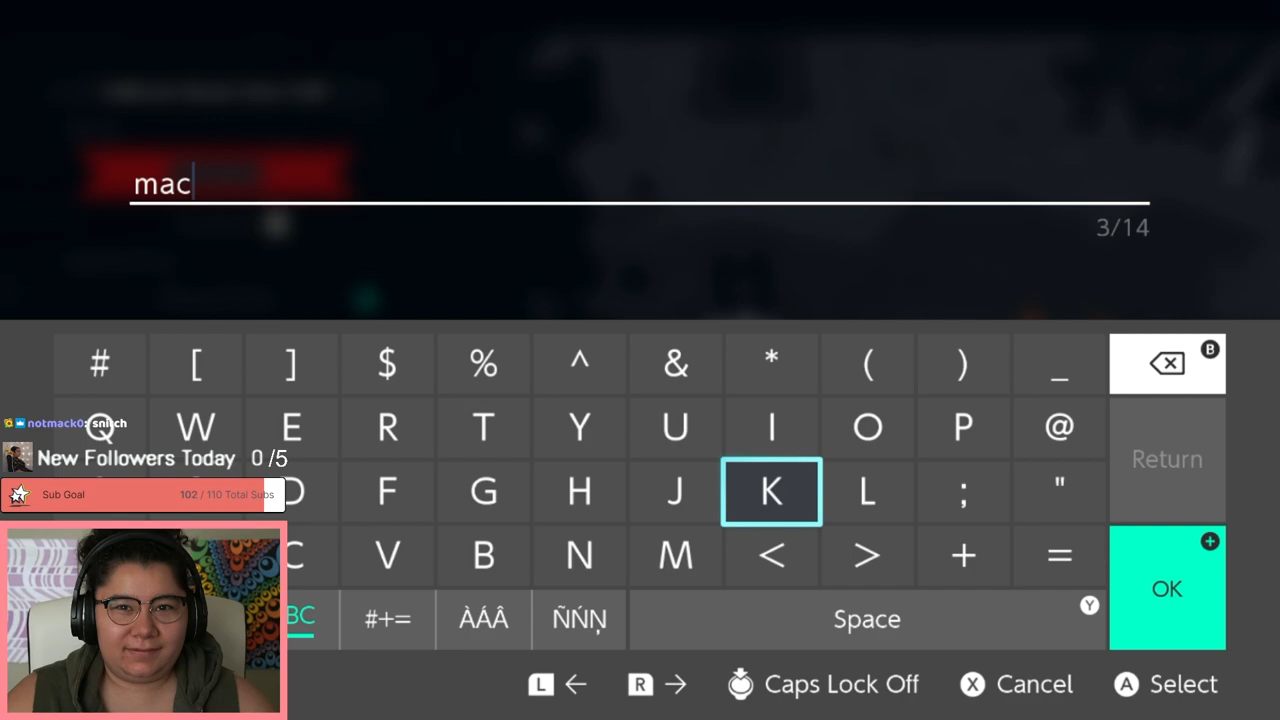 mac
3/14
# [ ] $ % ^ & * ( ) _ B
Q W E R T Y U I O P @
notmack0: snitch
New Followers Today 0/5
Return
D F G H J K L ; "
Sub Goal 102 / 110 Total Subs
C V B N M < > + =
OK
BC #+= ÀÁÂ ÑŃŅ Space Y
L ← R → Caps Lock Off X Cancel A Select